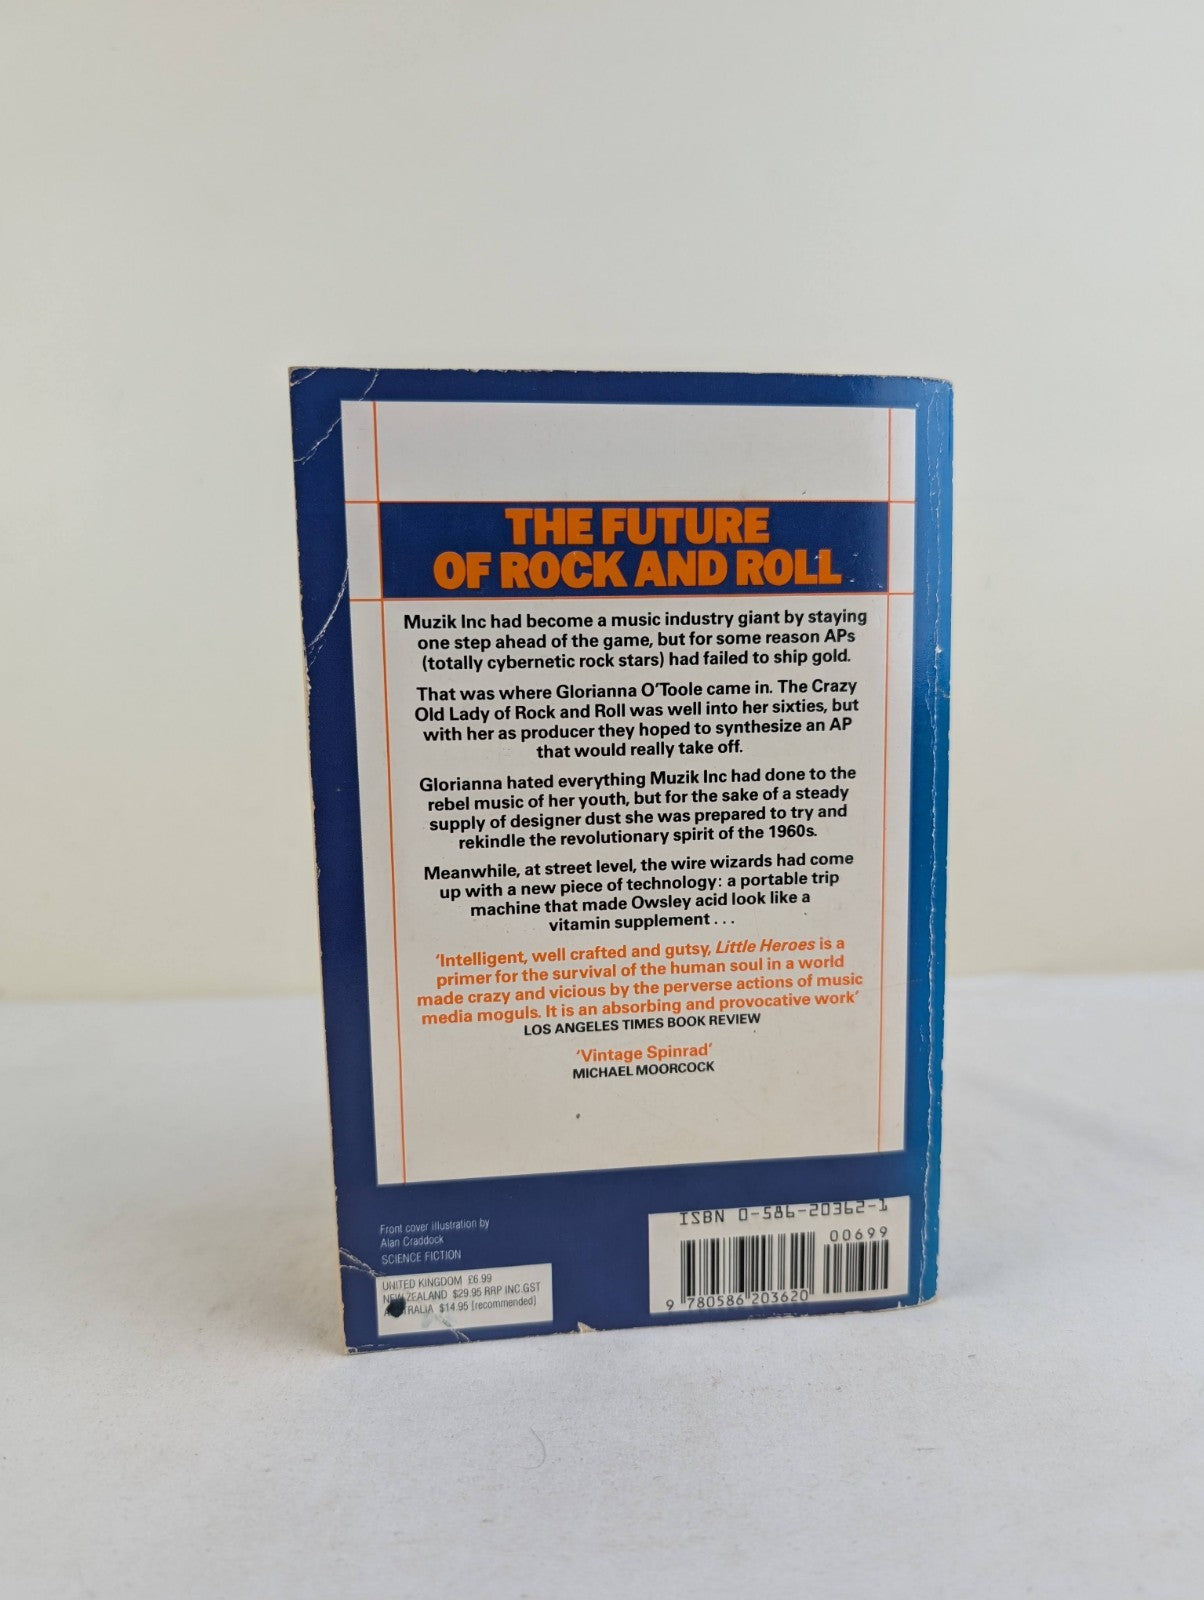 THE FUTURE
OF ROCK AND ROLL
Muzik Inc had become a music industry giant by staying
one step ahead of the game, but for some reason APs
(totally cybernetic rock stars) had failed to ship gold.
That was where Glorianna O'Toole came in. The Crazy
Old Lady of Rock and Roll was well into her sixties, but
with her as producer they hoped to synthesize an AP
that would really take off.
Glorianna hated everything Muzik Inc had done to the
rebel music of her youth, but for the sake of a steady
supply of designer dust she was prepared to try and
rekindle the revolutionary spirit of the 1960s.
Meanwhile, at street level, the wire wizards had come
up with a new piece of technology: a portable trip
machine that made Owsley acid look like a
vitamin supplement...
'Intelligent, well crafted and gutsy, Little Heroes is a
primer for the survival of the human soul in a world
made crazy and vicious by the perverse actions of music
media moguls. It is an absorbing and provocative work'
LOS ANGELES TIMES BOOK REVIEW
'Vintage Spinrad'
MICHAEL MOORCOCK
Front cover illustration by
Alan Craddock
SCIENCE FICTION
UNITED KINGDOM £6.99
ZEALAND $29.95 RRP INC.GST
$14.95 [recommended]
ISBN 0-586-20362-1
00699
9 780586 203620